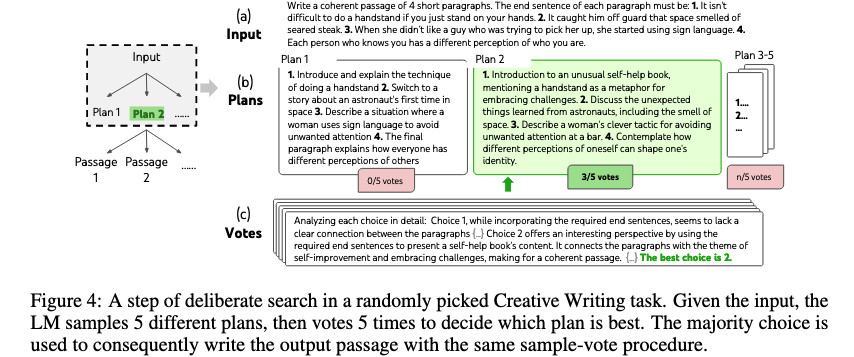 (a)
Input
Write a coherent passage of 4 short paragraphs. The end sentence of each paragraph must be: 1. It isn't
difficult to do a handstand if you just stand on your hands. 2. It caught him off guard that space smelled of
seared steak. 3. When she didn't like a guy who was trying to pick her up, she started using sign language. 4.
Each person who knows you has a different perception of who you are.
Input
Plan 1 Plan 2 ......
Passage
1
Passage
2
......
(b)
Plans
Plan 1
1. Introduce and explain the technique
of doing a handstand 2. Switch to a
story about an astronaut's first time in
space 3. Describe a situation where a
woman uses sign language to avoid
unwanted attention 4. The final
paragraph explains how everyone has
different perceptions of others
0/5 votes
Plan 2
1. Introduction to an unusual self-help book,
mentioning a handstand as a metaphor for
embracing challenges. 2. Discuss the unexpected
things learned from astronauts, including the smell of
space. 3. Describe a woman's clever tactic for avoiding
unwanted attention at a bar. 4. Contemplate how
different perceptions of oneself can shape one's
identity.
3/5 votes
Plan 3-5
1....
2...
...
n/5 votes
(c)
Votes
Analyzing each choice in detail: Choice 1, while incorporating the required end sentences, seems to lack a
clear connection between the paragraphs {...} Choice 2 offers an interesting perspective by using the
required end sentences to present a self-help book's content. It connects the paragraphs with the theme of
self-improvement and embracing challenges, making for a coherent passage. {...} The best choice is 2.
Figure 4: A step of deliberate search in a randomly picked Creative Writing task. Given the input, the
LM samples 5 different plans, then votes 5 times to decide which plan is best. The majority choice is
used to consequently write the output passage with the same sample-vote procedure.